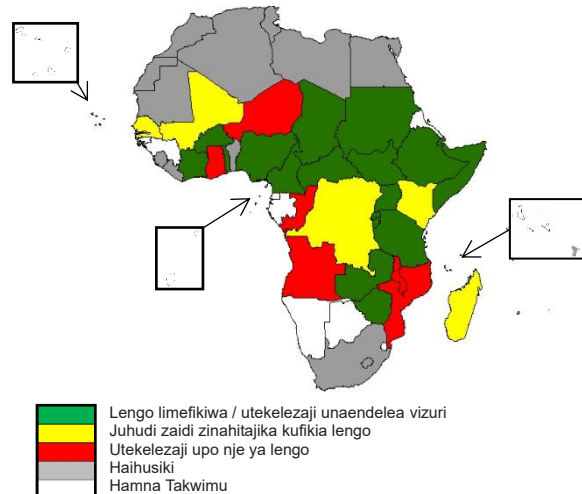 Lengo limefikiwa / utekelezaji unaendelea vizuri
Juhudi zaidi zinahitajika kufikia lengo
Utekelezaji upo nje ya lengo
Haihusiki
Hamna Takwimu